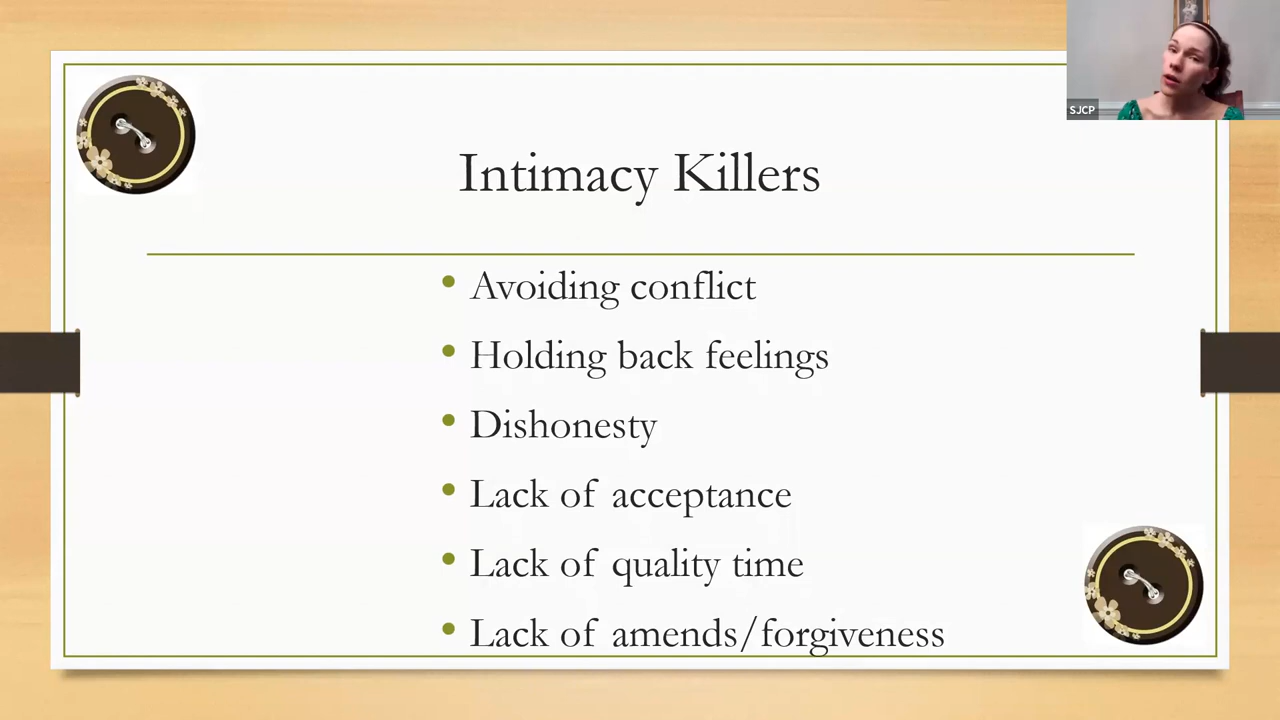 SJCP
Intimacy Killers
• Avoiding conflict
• Holding back feelings
• Dishonesty
• Lack of acceptance
• Lack of quality time
• Lack of amends/forgiveness